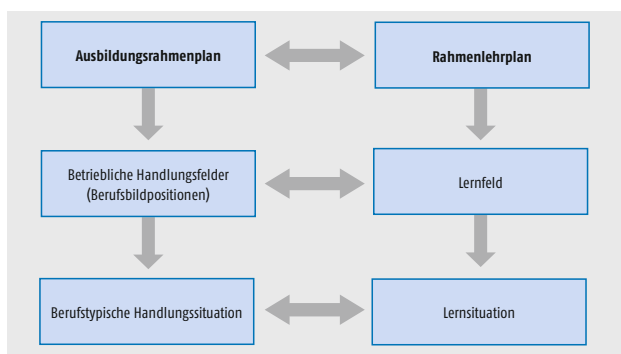 Ausbildungsrahmenplan
Rahmenlehrplan
Betriebliche Handlungsfelder
(Berufsbildpositionen)
Lernfeld
Berufstypische Handlungssituation
Lernsituation